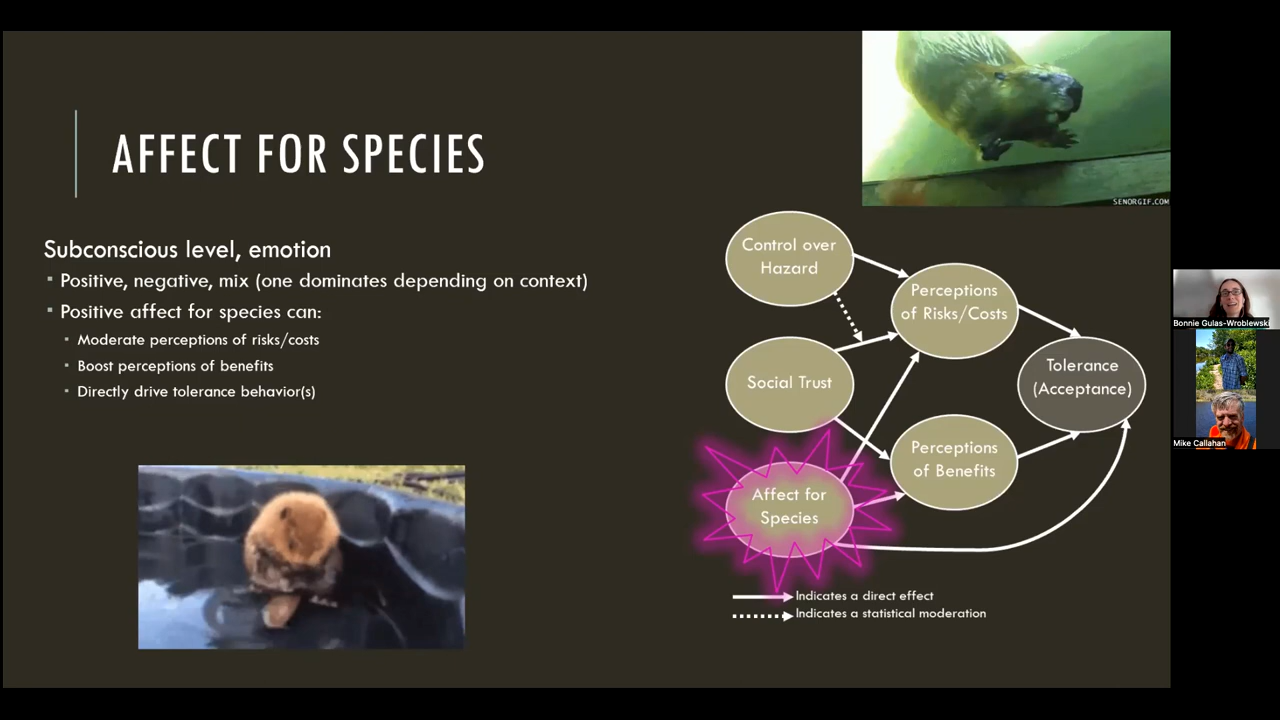 AFFECT FOR SPECIES
Subconscious level, emotion
Positive, negative, mix (one dominates depending on context)
Positive affect for species can:
Moderate perceptions of risks/costs
Boost perceptions of benefits
Directly drive tolerance behavior(s)
SENORGIF.COM
Control over
Hazard
Perceptions
of Risks/Costs
Social Trust
Tolerance
(Acceptance)
Perceptions
of Benefits
Affect for
Species
Indicates a direct effect
Indicates a statistical moderation
Bonnie Gulas-Wroblewski
Mike Callahan